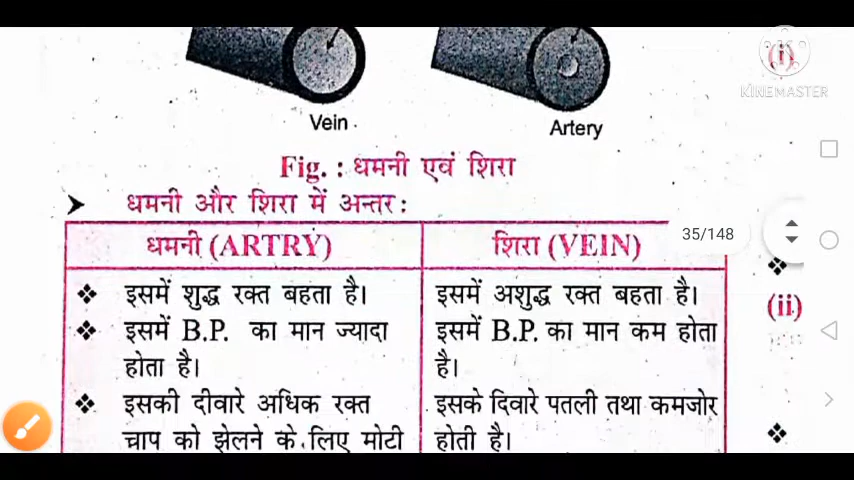 (i)
KINEMASTER
Vein
Artery
Fig. : धमनी एवं शिरा
धमनी और शिरा में अन्तर :
35/148
धमनी (ARTRY)
शिरा (VEIN)
इसमें शुद्ध रक्त बहता है।
इसमें अशुद्ध रक्त बहता है।
इसमें B.P. का मान ज्यादा
होता है।
इसमें B.P. का मान कम होता
है।
इसकी दीवारे अधिक रक्त
चाप को झेलने के लिए मोटी
इसके दिवारे पतली तथा कमजोर
होती है।
(ii)